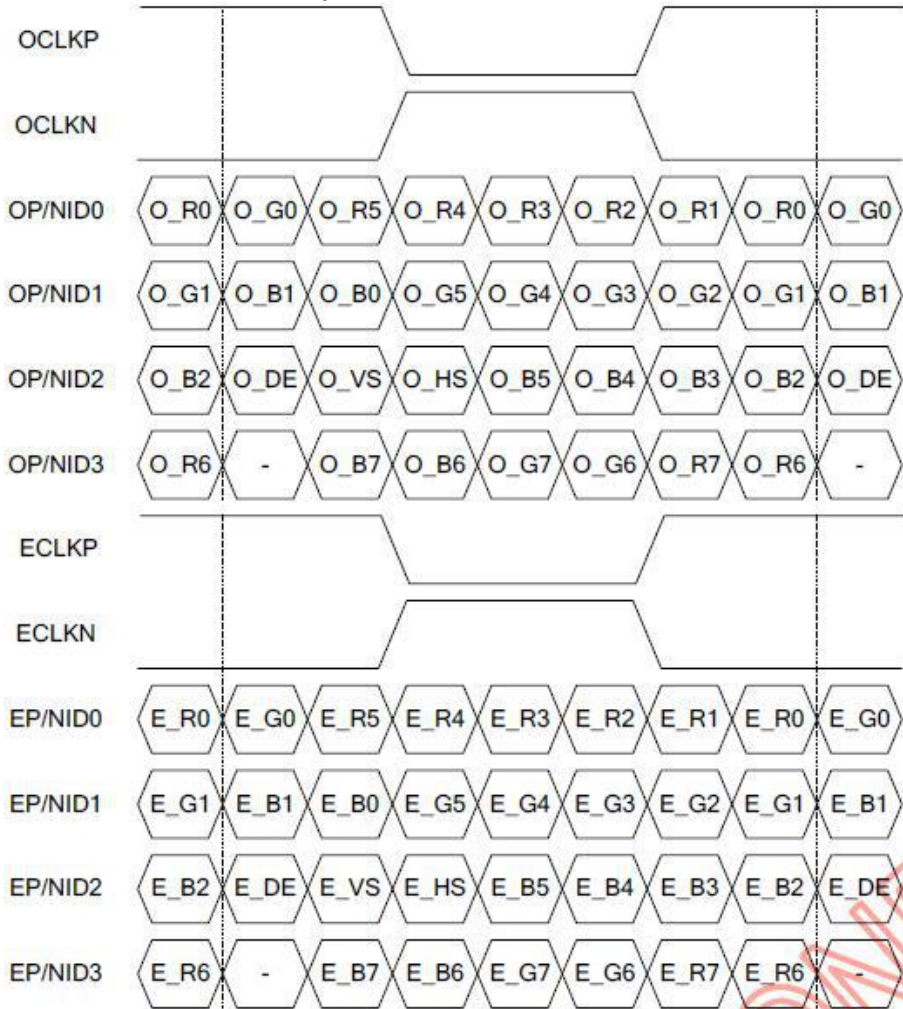 OCLKP
OCLKN
OP/NID0 O_R0 O_G0 O_R5 O_R4 O_R3 O_R2 O_R1 O_R0 O_G0
OP/NID1 O_G1 O_B1 O_B0 O_G5 O_G4 O_G3 O_G2 O_G1 O_B1
OP/NID2 O_B2 O_DE O_VS O_HS O_B5 O_B4 O_B3 O_B2 O_DE
OP/NID3 O_R6 - O_B7 O_B6 O_G7 O_G6 O_R7 O_R6 -
ECLKP
ECLKN
EP/NID0 E_R0 E_G0 E_R5 E_R4 E_R3 E_R2 E_R1 E_R0 E_G0
EP/NID1 E_G1 E_B1 E_B0 E_G5 E_G4 E_G3 E_G2 E_G1 E_B1
EP/NID2 E_B2 E_DE E_VS E_HS E_B5 E_B4 E_B3 E_B2 E_DE
EP/NID3 E_R6 - E_B7 E_B6 E_G7 E_G6 E_R7 E_R6 -